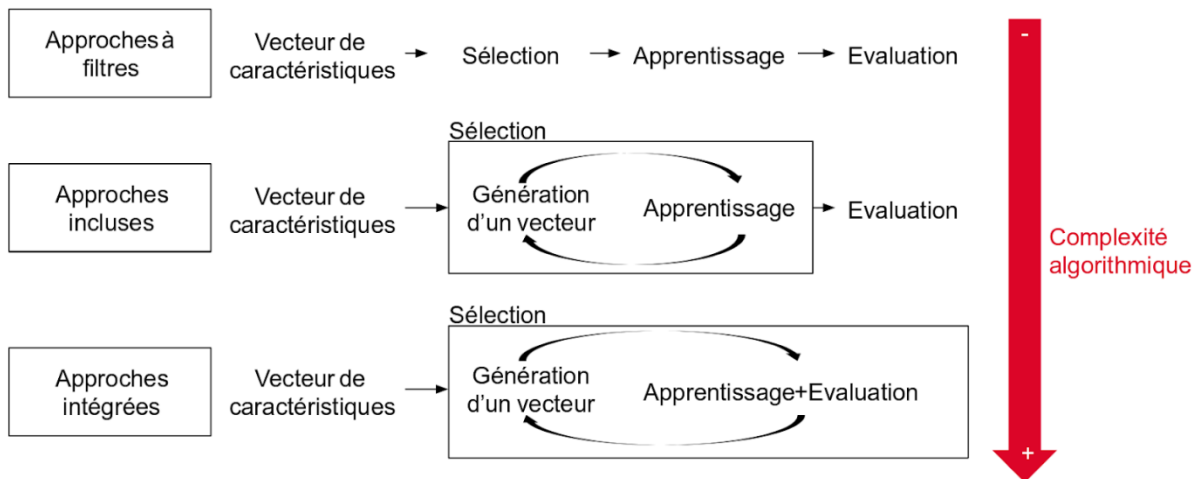 Approches à
filtres
Vecteur de
caractéristiques
Sélection
Apprentissage
Evaluation
-
Sélection
Approches
incluses
Vecteur de
caractéristiques
Génération
d'un vecteur
Apprentissage
Evaluation
Complexité
algorithmique
Sélection
Approches
intégrées
Vecteur de
caractéristiques
Génération
d'un vecteur
Apprentissage+Evaluation
+